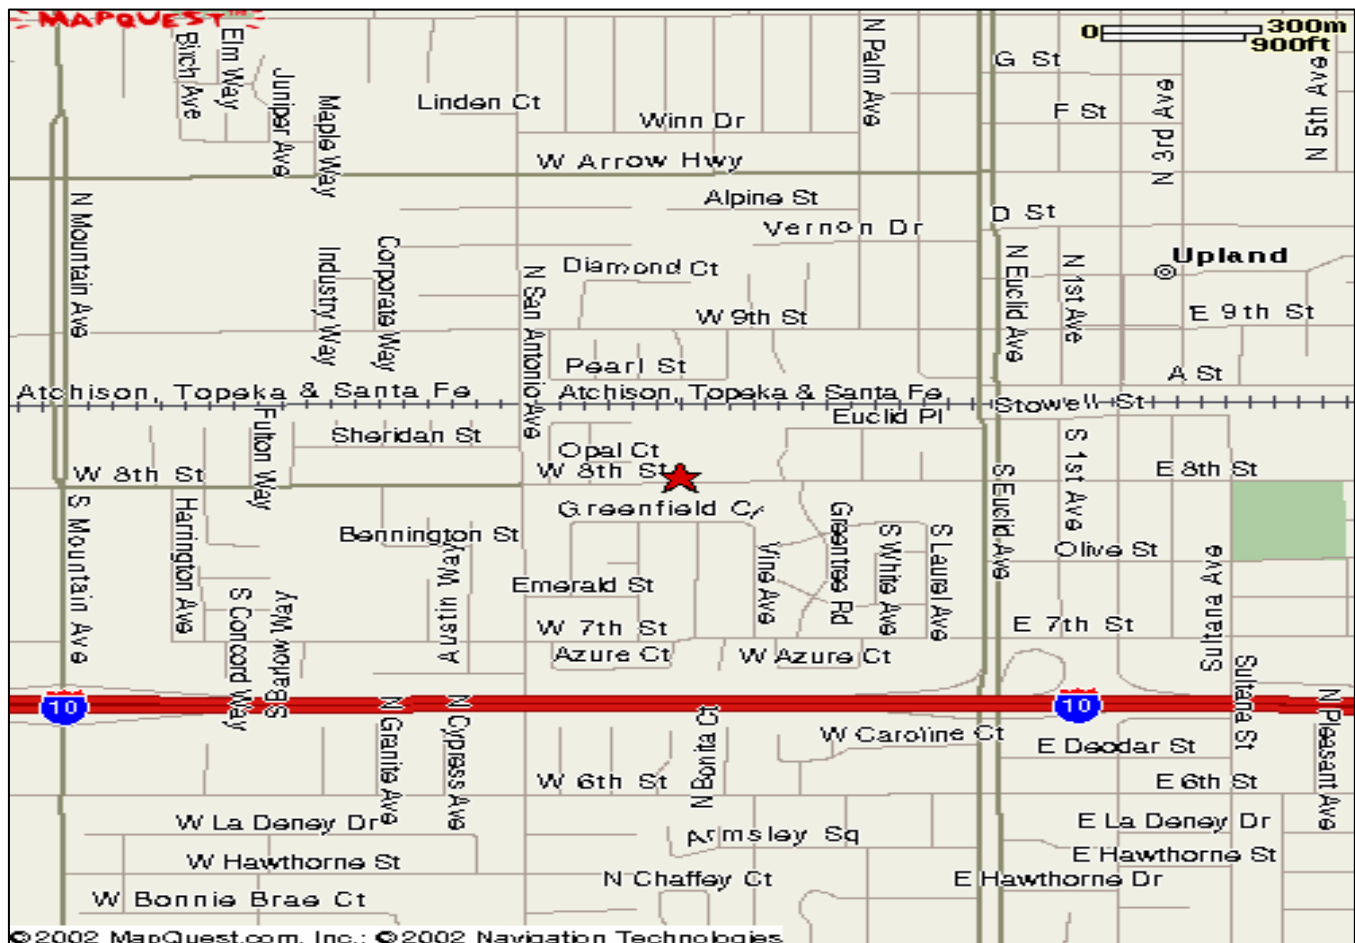 MAPQUEST
0 300m
900ft
Birch Ave
Elm Way
Juniper Ave
Maple Way
Linden Ct
Winn Dr
N Palm Ave
G St
F St
N 3rd Ave
N 5th Ave
W Arrow Hwy
Alpine St
Vernon Dr
D St
N Mountain Ave
Industry Way
Corporate Way
N San Antonio Ave
Diamond Ct
N Euclid Ave
N 1st Ave
Upland
W 9th St
E 9th St
Pearl St
A St
Atchison, Topeka & Santa Fe
Atchison, Topeka & Santa Fe
Stowell St
Euclid Pl
Fulton Way
Sheridan St
Opal Ct
W 8th St
W 8th St
S 1st Ave
E 8th St
S Mountain Ave
Harrington Ave
Greenfield Cr
S Euclid Ave
Bennington St
Austin Way
Vine Ave
Greentree Rd
S White Ave
S Laurel Ave
Olive St
Sultana Ave
Emerald St
S Concord Way
W 7th St
E 7th St
Azure Ct
W Azure Ct
Sultana St
10
10
N Granite Ave
N Cypress Ave
N Bonita Ct
W Caroline Ct
E Deodar St
N Pleasant Ave
W 6th St
E 6th St
W La Deney Dr
Armsley Sq
E La Deney Dr
W Hawthorne St
E Hawthorne St
N Chaffey Ct
E Hawthorne Dr
W Bonnie Brae Ct
©2002 MapQuest.com, Inc.; ©2002 Navigation Technologies